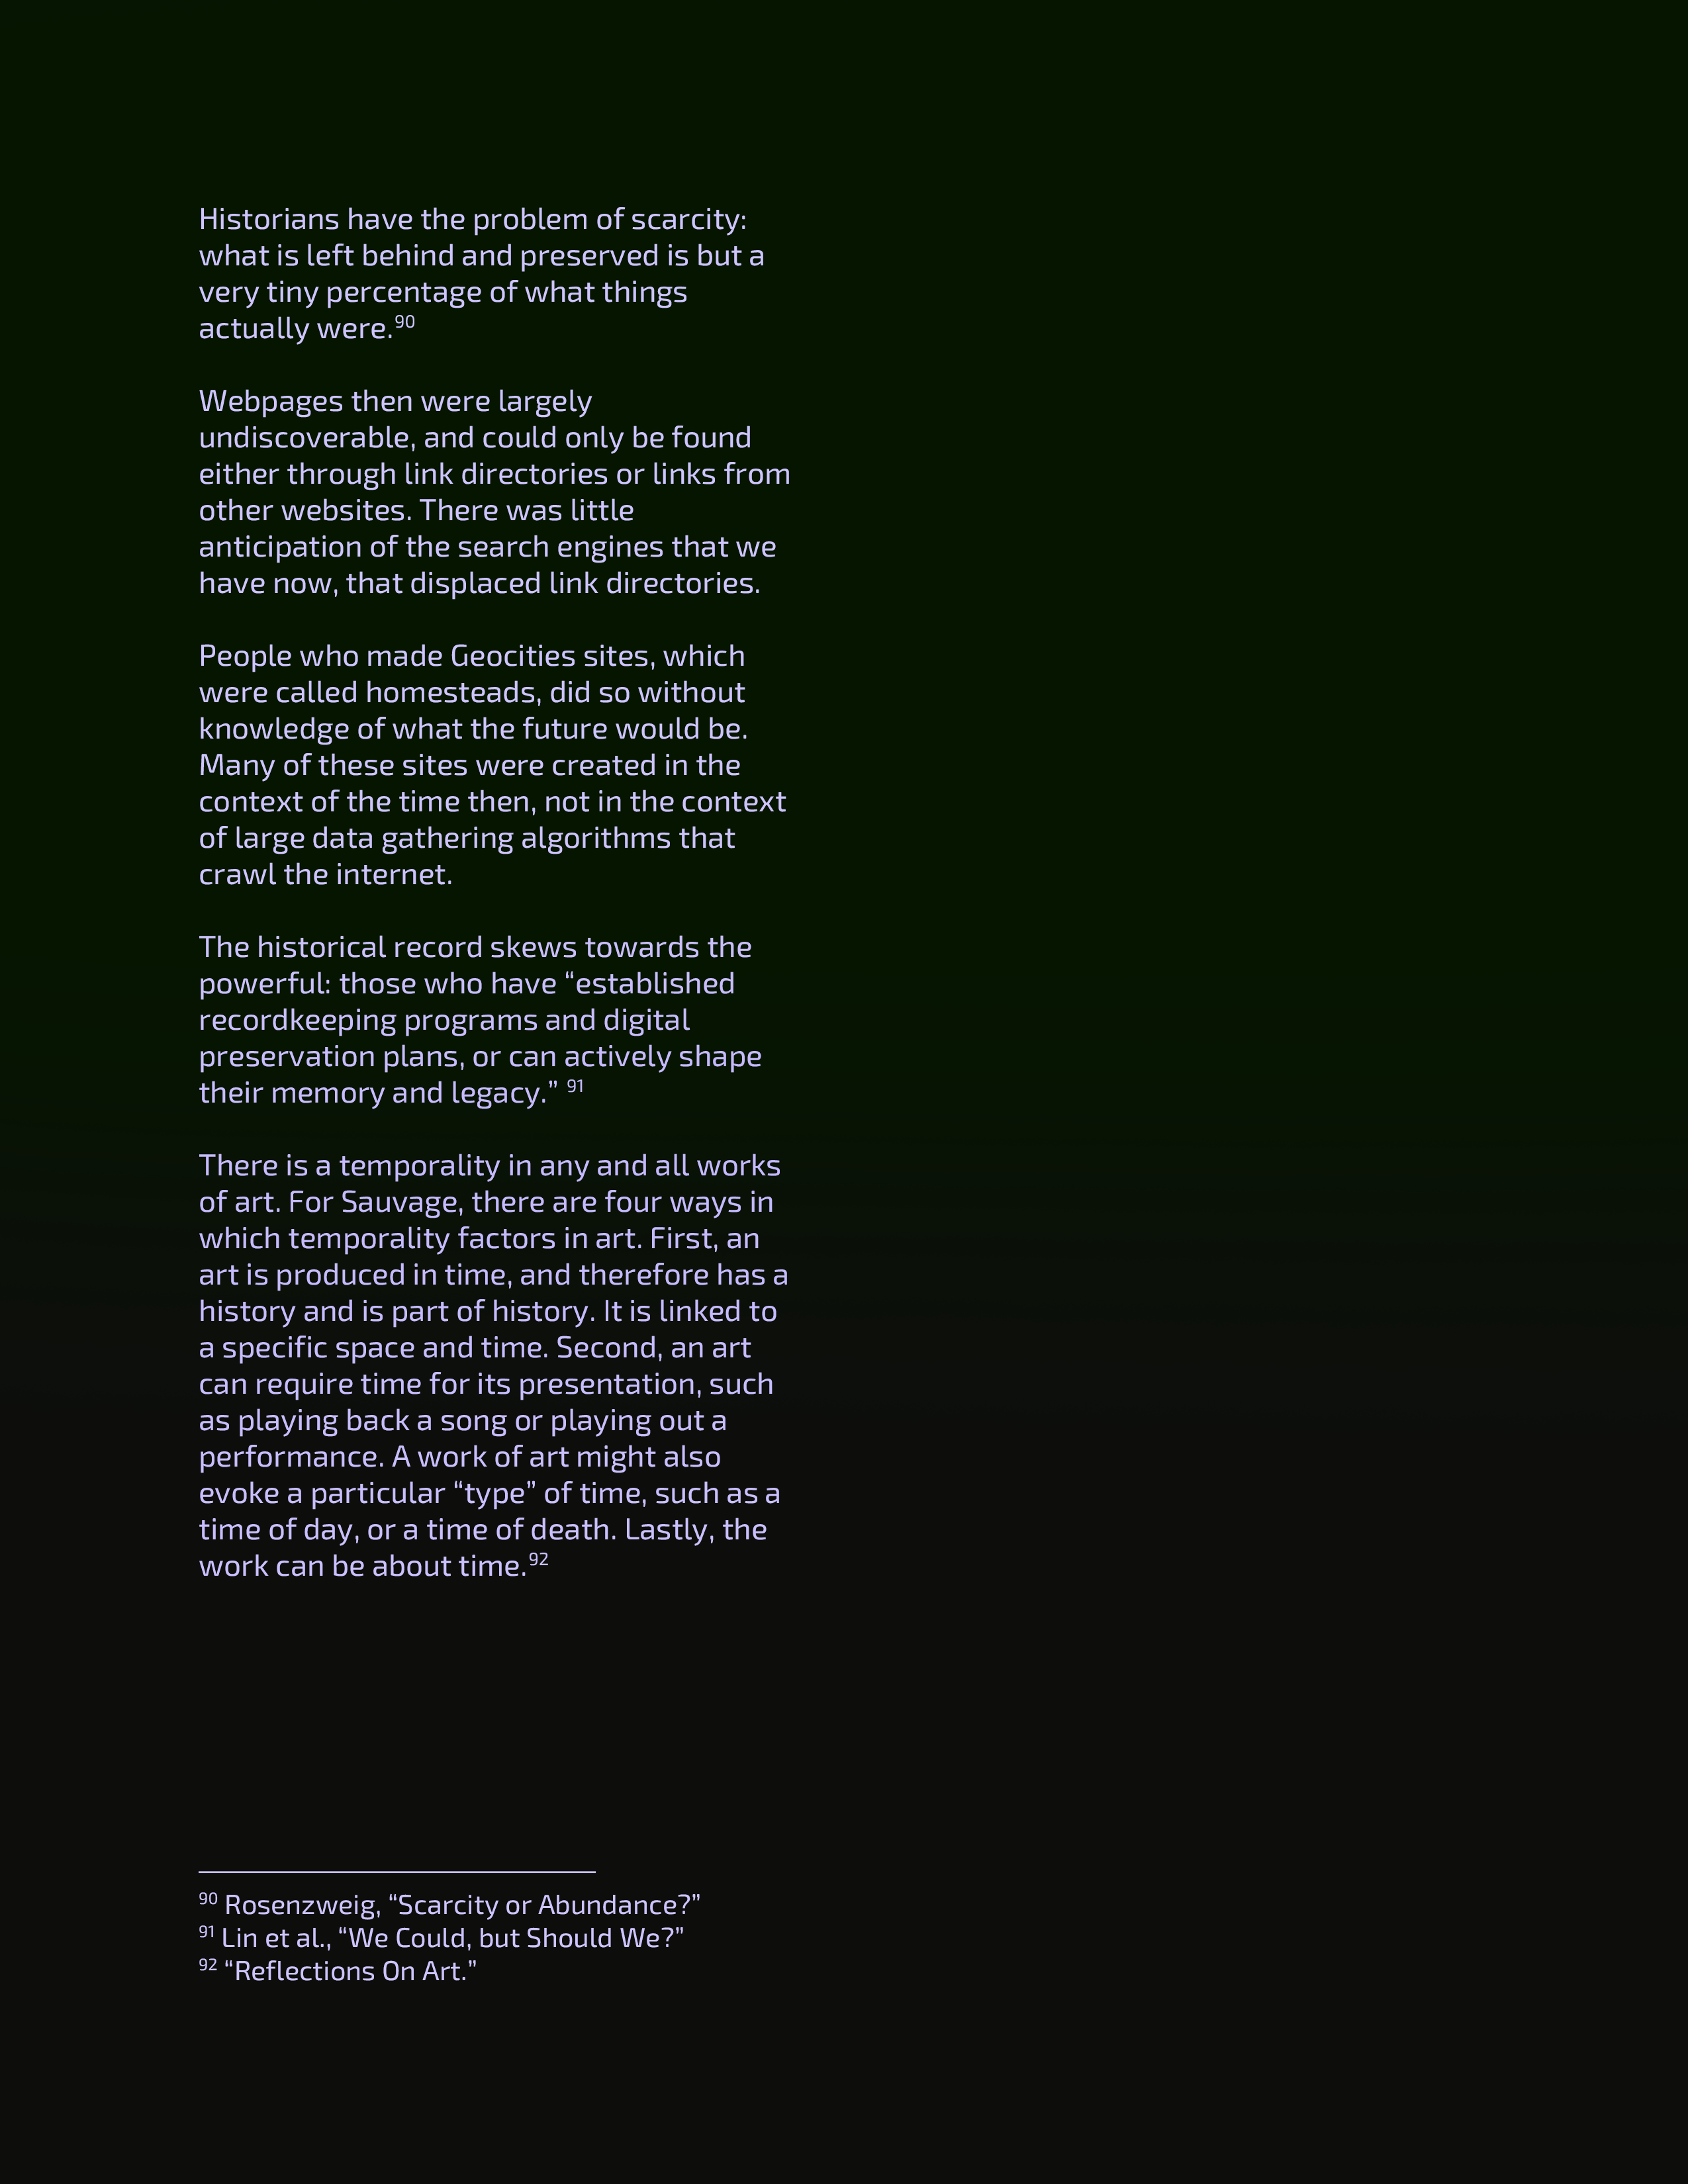 Historians have the problem of scarcity:
what is left behind and preserved is but a
very tiny percentage of what things
actually were.90
Webpages then were largely
undiscoverable, and could only be found
either through link directories or links from
other websites. There was little
anticipation of the search engines that we
have now, that displaced link directories.
People who made Geocities sites, which
were called homesteads, did so without
knowledge of what the future would be.
Many of these sites were created in the
context of the time then, not in the context
of large data gathering algorithms that
crawl the internet.
The historical record skews towards the
powerful: those who have “established
recordkeeping programs and digital
preservation plans, or can actively shape
their memory and legacy.” 91
There is a temporality in any and all works
of art. For Sauvage, there are four ways in
which temporality factors in art. First, an
art is produced in time, and therefore has a
history and is part of history. It is linked to
a specific space and time. Second, an art
can require time for its presentation, such
as playing back a song or playing out a
performance. A work of art might also
evoke a particular “type” of time, such as a
time of day, or a time of death. Lastly, the
work can be about time.92
90 Rosenzweig, “Scarcity or Abundance?”
91 Lin et al., “We Could, but Should We?”
92 “Reflections On Art.”